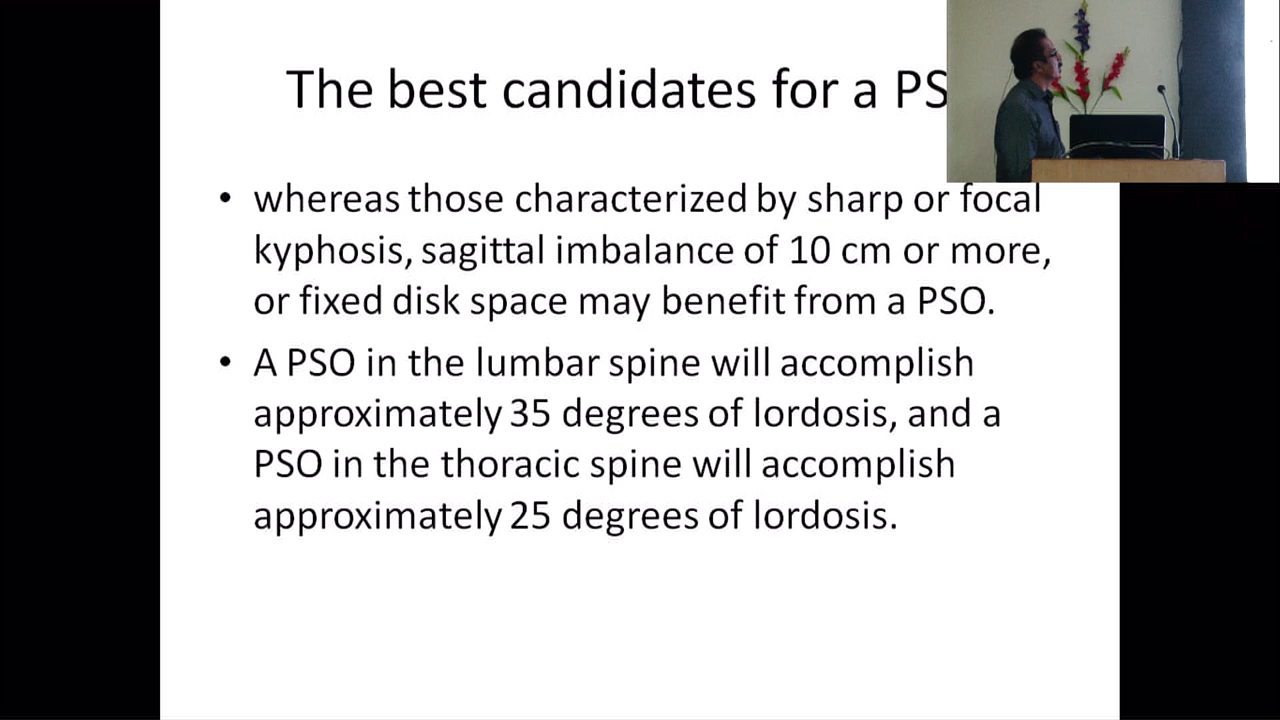 The best candidates for a PS
• whereas those characterized by sharp or focal
kyphosis, sagittal imbalance of 10 cm or more,
or fixed disk space may benefit from a PSO.
• A PSO in the lumbar spine will accomplish
approximately 35 degrees of lordosis, and a
PSO in the thoracic spine will accomplish
approximately 25 degrees of lordosis.